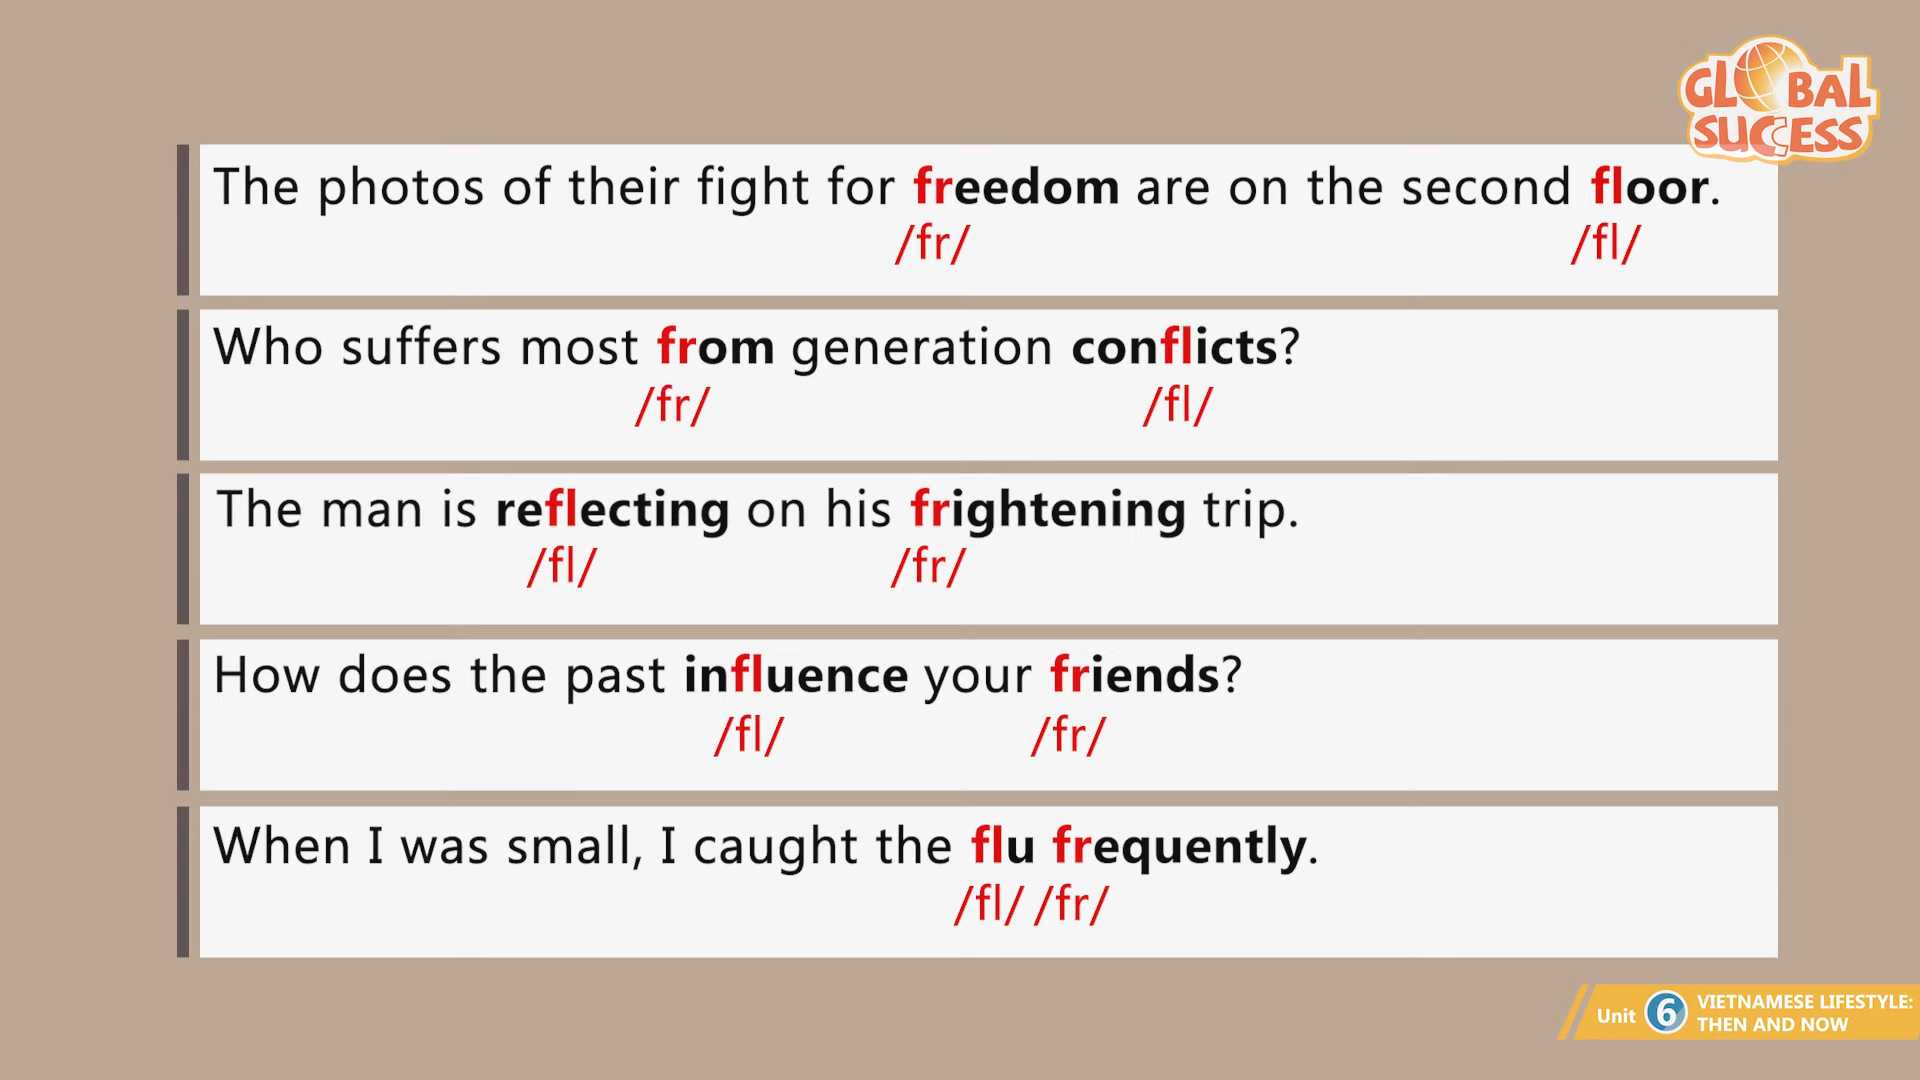 GLOBAL
SUCCESS
The photos of their fight for freedom are on the second floor.
/fr/ /fl/
Who suffers most from generation conflicts?
/fr/ /fl/
The man is reflecting on his frightening trip.
/fl/ /fr/
How does the past influence your friends?
/fl/ /fr/
When I was small, I caught the flu frequently.
/fl/ /fr/
Unit 6 VIETNAMESE LIFESTYLE:
THEN AND NOW